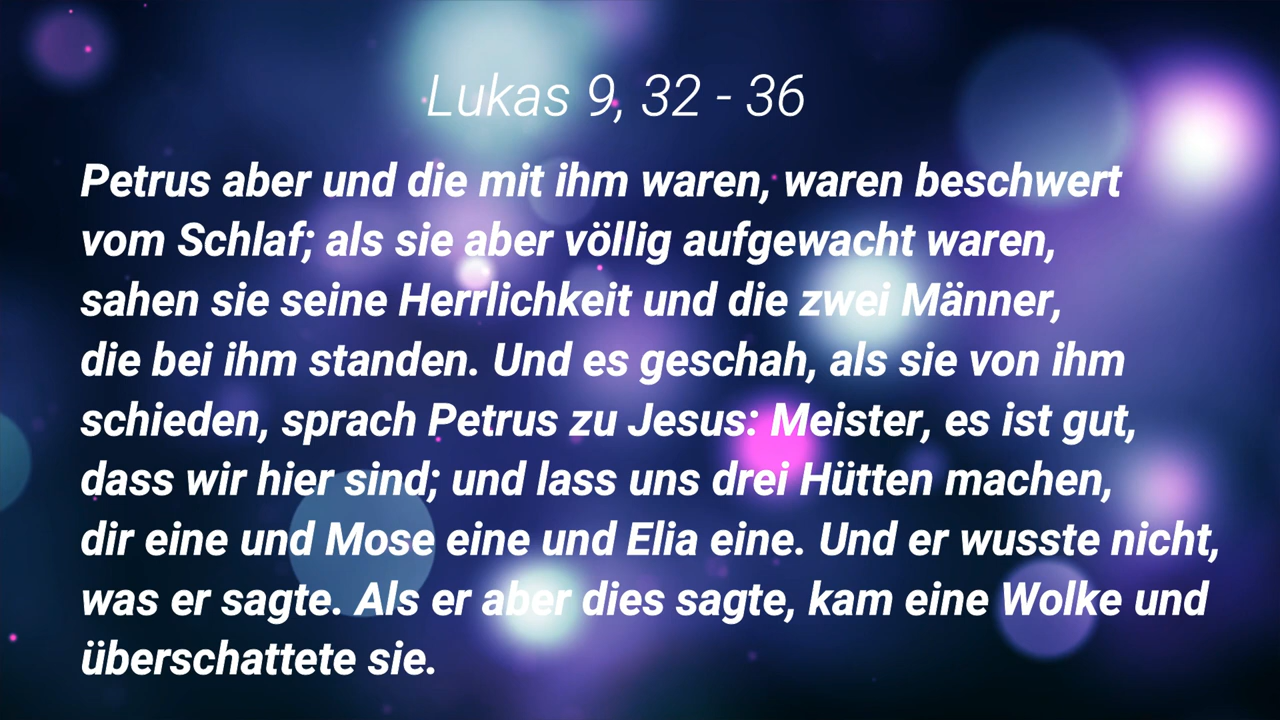 Lukas 9, 32 - 36
Petrus aber und die mit ihm waren, waren beschwert
vom Schlaf; als sie aber völlig aufgewacht waren,
sahen sie seine Herrlichkeit und die zwei Männer,
die bei ihm standen. Und es geschah, als sie von ihm
schieden, sprach Petrus zu Jesus: Meister, es ist gut,
dass wir hier sind; und lass uns drei Hütten machen,
dir eine und Mose eine und Elia eine. Und er wusste nicht,
was er sagte. Als er aber dies sagte, kam eine Wolke und
überschattete sie.